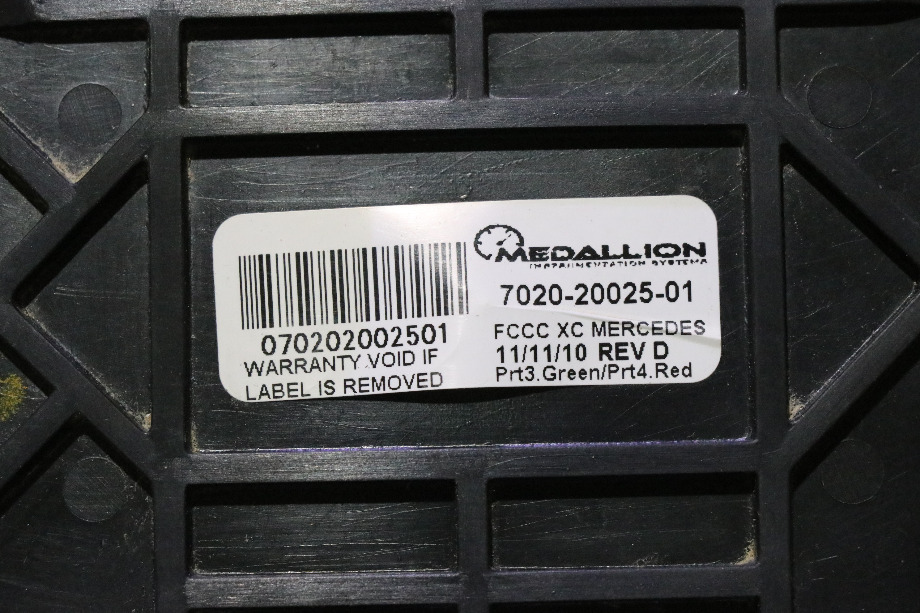 MEDALLION
INSTRUMENTATION SYSTEMS
7020-20025-01
070202002501
FCCC XC MERCEDES
WARRANTY VOID IF
11/11/10 REV D
LABEL IS REMOVED
Prt3.Green/Prt4.Red